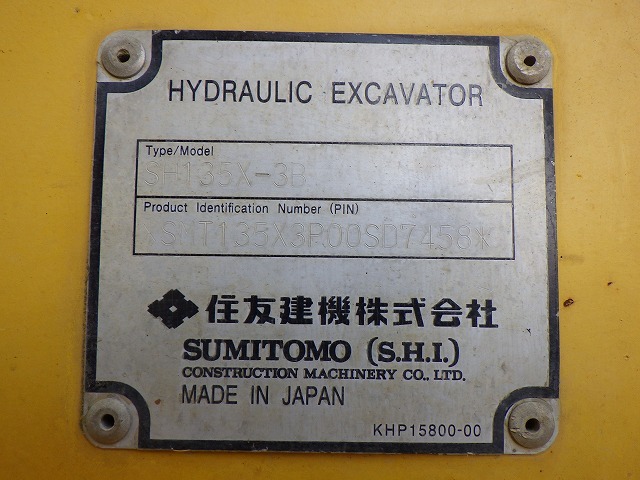 HYDRAULIC EXCAVATOR
Type/Model
SH135X-3B
Product Identification Number (PIN)
住友建機株式会社
SUMITOMO (S.H.I.)
CONSTRUCTION MACHINERY CO., LTD.
MADE IN JAPAN
KHP15800-00